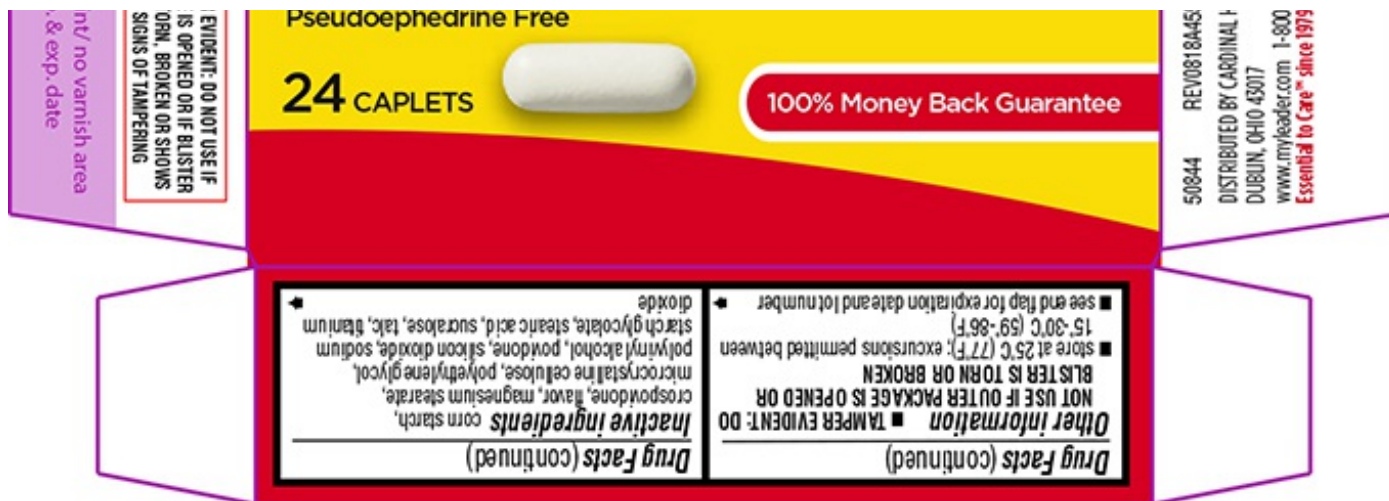 Pseudoephedrine Free
24 CAPLETS
100% Money Back Guarantee
EVIDENT: DO NOT USE IF
IS OPENED OR IF BLISTER
TORN, BROKEN OR SHOWS
SIGNS OF TAMPERING
no varnish area
& exp. date
50844 REV0818A45
DISTRIBUTED BY CARDINAL
DUBLIN, OHIO 43017
www.myleader.com 1-800
Essential to Care™ since 1979
Drug Facts (continued)
Other information ■ TAMPER EVIDENT: DO
NOT USE IF OUTER PACKAGE IS OPENED OR
BLISTER IS TORN OR BROKEN
■ store at 25°C (77°F); excursions permitted between
15°-30°C (59°-86°F)
■ see end flap for expiration date and lot number
Drug Facts (continued)
Inactive ingredients corn starch,
crospovidone, flavor, magnesium stearate,
microcrystalline cellulose, polyethylene glycol,
polyvinyl alcohol, povidone, silicon dioxide, sodium
starch glycolate, stearic acid, sucralose, talc, titanium
dioxide